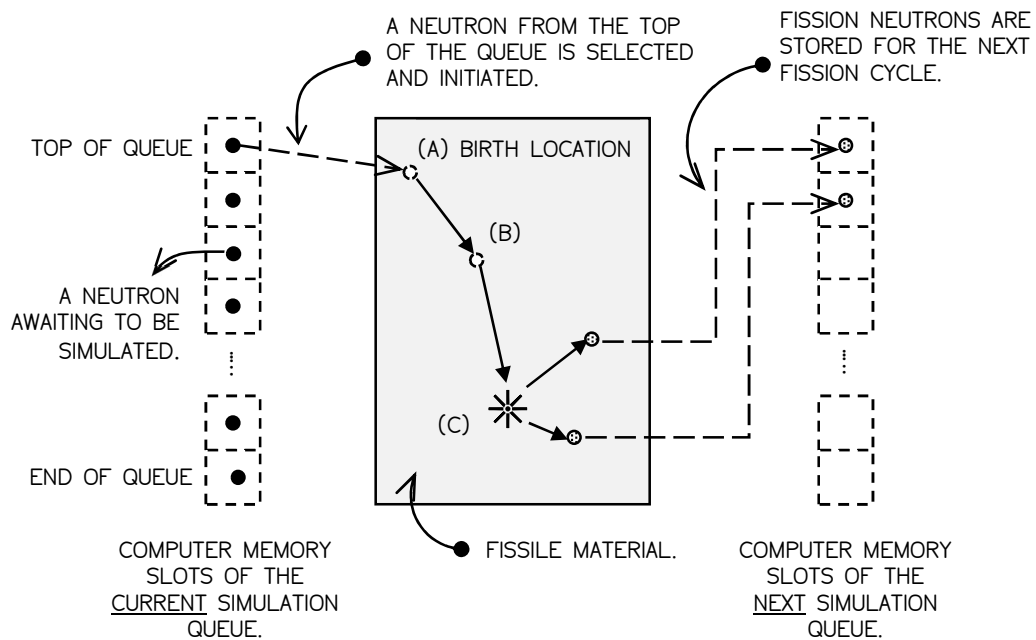 A NEUTRON FROM THE TOP
OF THE QUEUE IS SELECTED
AND INITIATED.
FISSION NEUTRONS ARE
STORED FOR THE NEXT
FISSION CYCLE.
TOP OF QUEUE
(A) BIRTH LOCATION
(B)
A NEUTRON
AWAITING TO BE
SIMULATED.
(C)
END OF QUEUE
FISSILE MATERIAL.
COMPUTER MEMORY
SLOTS OF THE
CURRENT SIMULATION
QUEUE.
COMPUTER MEMORY
SLOTS OF THE
NEXT SIMULATION
QUEUE.